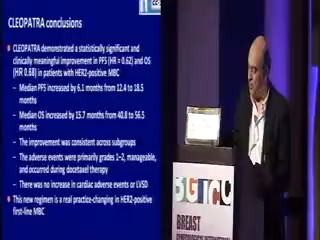 CLEOPATRA conclusions
CLEOPATRA demonstrated a statistically significant and
clinically meaningful improvement in PFS (HR = 0.62) and OS
(HR 0.68) in patients with HER2-positive MBC
– Median PFS increased by 6.1 months from 12.4 to 18.5
months
– Median OS increased by 15.7 months from 40.8 to 56.5
months
– The improvement was consistent across subgroups
– The adverse events were primarily grades 1–2, manageable,
and occurred during docetaxel therapy
– There was no increase in cardiac adverse events or LVSD
This new regimen is a real practice-changing in HER2-positive
first-line MBC
BREAST